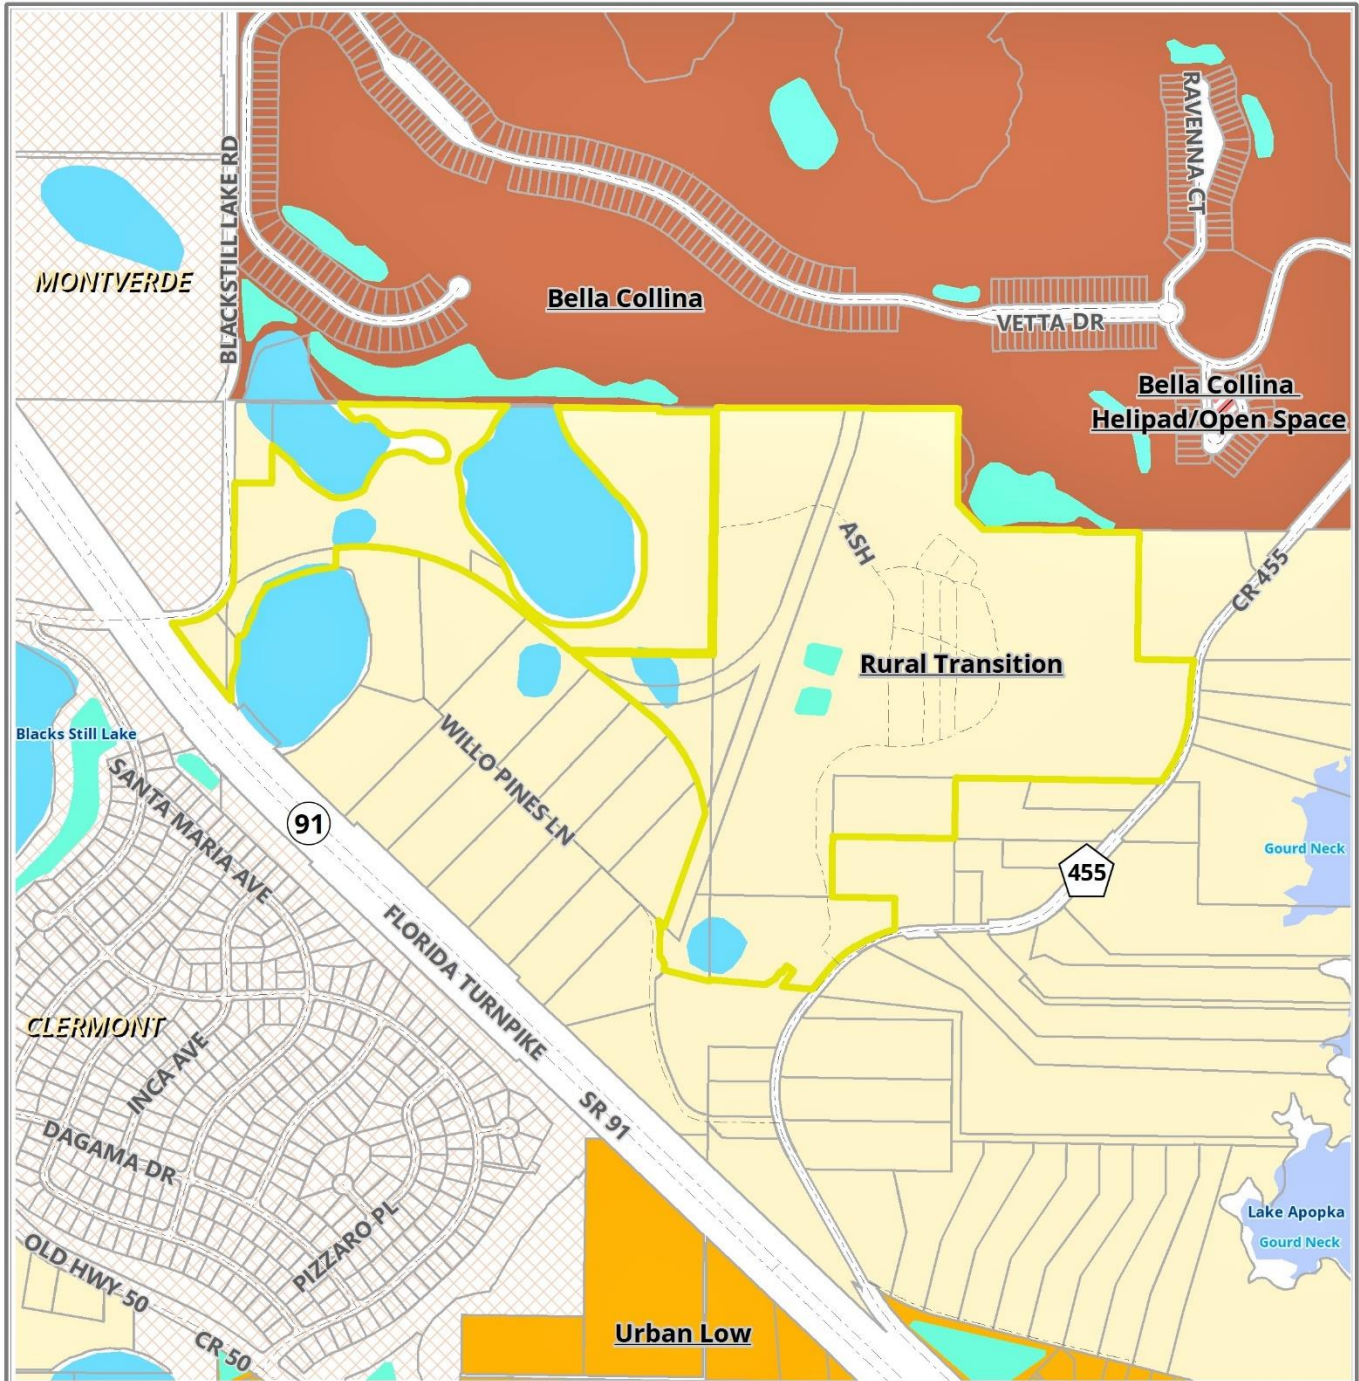 RAVENNA CT
BLACKSTILL LAKE RD
MONTVERDE
Bella Collina
VETTA DR
Bella Collina
Helipad/Open Space
ASH
CR 455
Rural Transition
Blacks Still Lake
WILLO PINES LN
SANTA MARIA AVE
91
Gourd Neck
455
FLORIDA TURNPIKE
CLERMONT
INCA AVE
SR 91
DAGAMA DR
PIZZARO PL
Lake Apopka
Gourd Neck
OLD HWY 50
CR 50
Urban Low